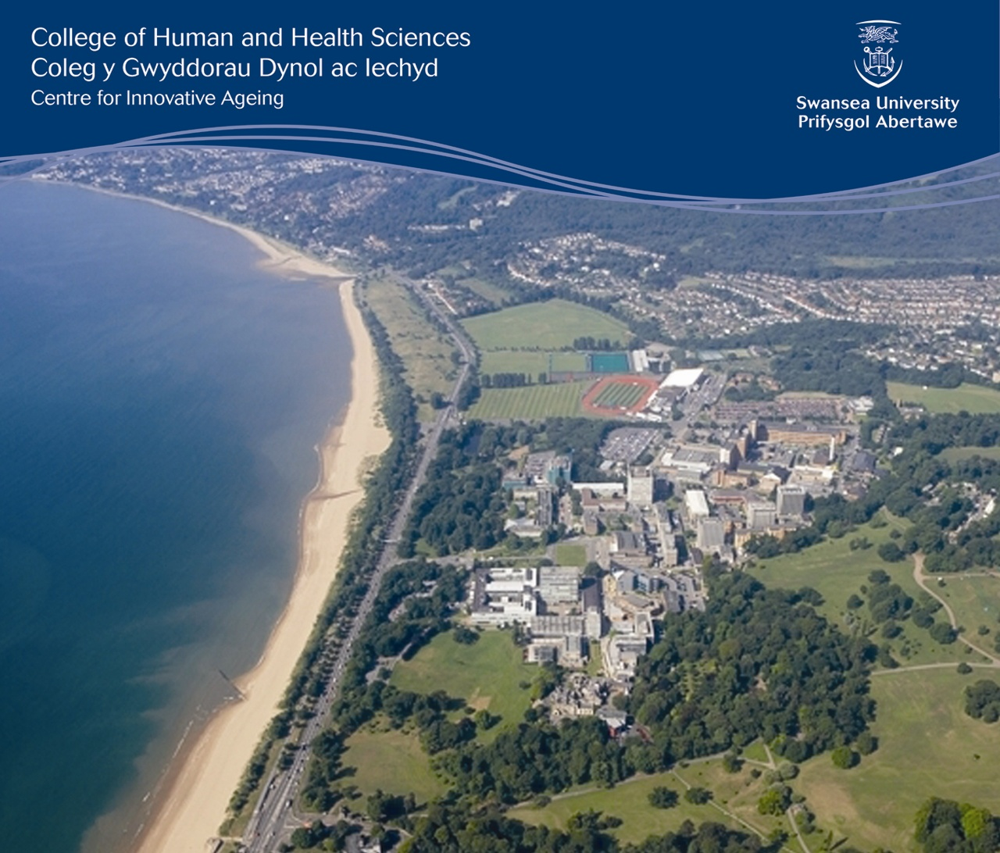 College of Human and Health Sciences
Coleg y Gwyddorau Dynol ac Iechyd
Centre for Innovative Ageing
Swansea University
Prifysgol Abertawe